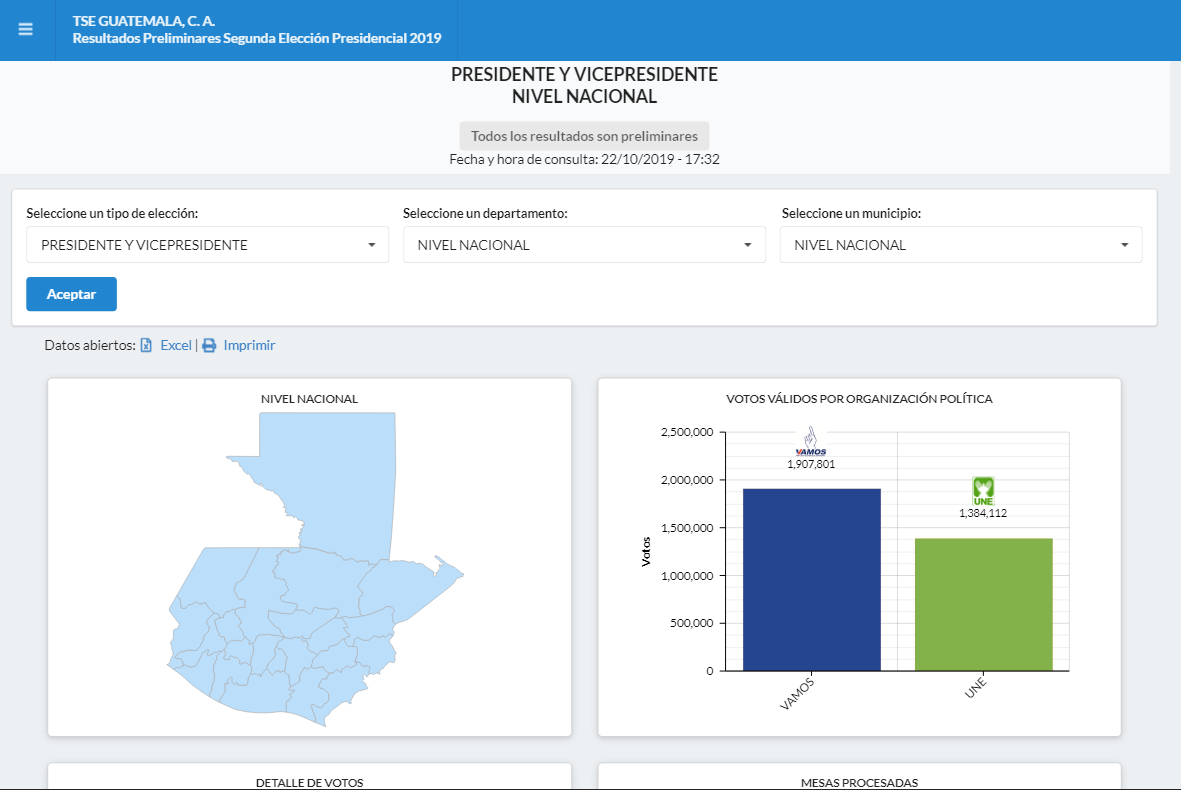 TSE GUATEMALA, C. A.
Resultados Preliminares Segunda Elección Presidencial 2019
PRESIDENTE Y VICEPRESIDENTE
NIVEL NACIONAL
Todos los resultados son preliminares
Fecha y hora de consulta: 22/10/2019 - 17:32
Seleccione un tipo de elección:
PRESIDENTE Y VICEPRESIDENTE
Seleccione un departamento:
NIVEL NACIONAL
Seleccione un municipio:
NIVEL NACIONAL
Aceptar
Datos abiertos: Excel | Imprimir
NIVEL NACIONAL
VOTOS VÁLIDOS POR ORGANIZACIÓN POLÍTICA
Votos
2,500,000
2,000,000
1,500,000
1,000,000
500,000
0
VAMOS
1,907,801
UNE
1,384,112
VAMOS
UNE
DETALLE DE VOTOS
MESAS PROCESADAS